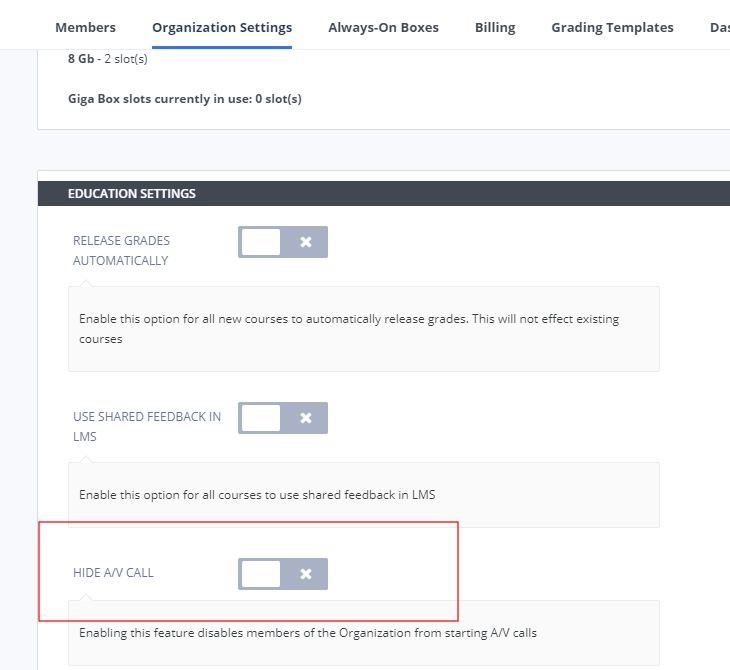 Members Organization Settings Always-On Boxes Billing Grading Templates Das
8 Gb - 2 slot(s)
Giga Box slots currently in use: 0 slot(s)
EDUCATION SETTINGS
RELEASE GRADES
AUTOMATICALLY
Enable this option for all new courses to automatically release grades. This will not effect existing
courses
USE SHARED FEEDBACK IN
LMS
Enable this option for all courses to use shared feedback in LMS
HIDE A/V CALL
Enabling this feature disables members of the Organization from starting A/V calls